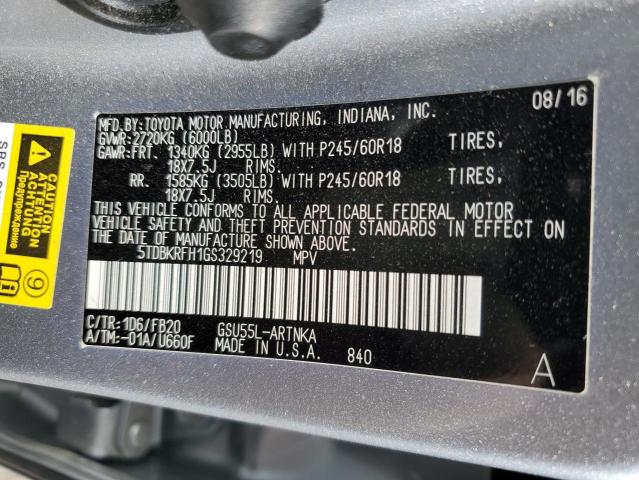 MFD.BY:TOYOTA MOTOR MANUFACTURING, INDIANA, INC. 08/16
GVWR:2720KG (6000LB)
GAWR:FRT. 1340KG (2955LB) WITH P245/60R18 TIRES,
18X7.5J RIMS.
RR. 1585KG (3505LB) WITH P245/60R18 TIRES,
18X7.5J RIMS.
THIS VEHICLE CONFORMS TO ALL APPLICABLE FEDERAL MOTOR
VEHICLE SAFETY AND THEFT PREVENTION STANDARDS IN EFFECT ON
THE DATE OF MANUFACTURE SHOWN ABOVE.
5TDBKRFH1GS329219 MPV
C/TR: 1D6/FB20 GSU55L-ARTNKA
A/TM:-01A/U660F MADE IN U.S.A. 840
A
CAUTION
ATTENTION
ACHTUNG
Предупреждение
9